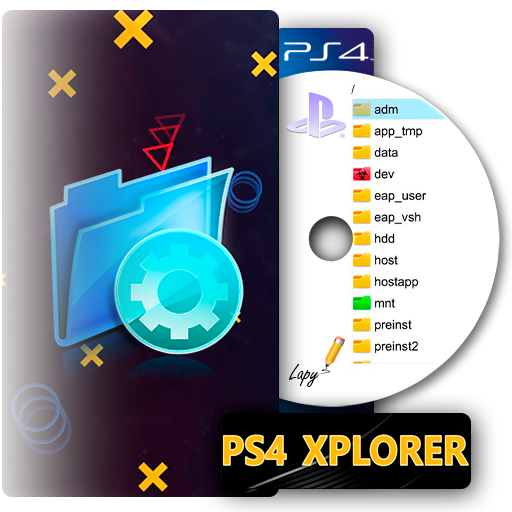 PS4
/
adm
app_tmp
data
dev
eap_user
eap_vsh
hdd
host
hostapp
mnt
preinst
preinst2
Lapy
PS4 XPLORER